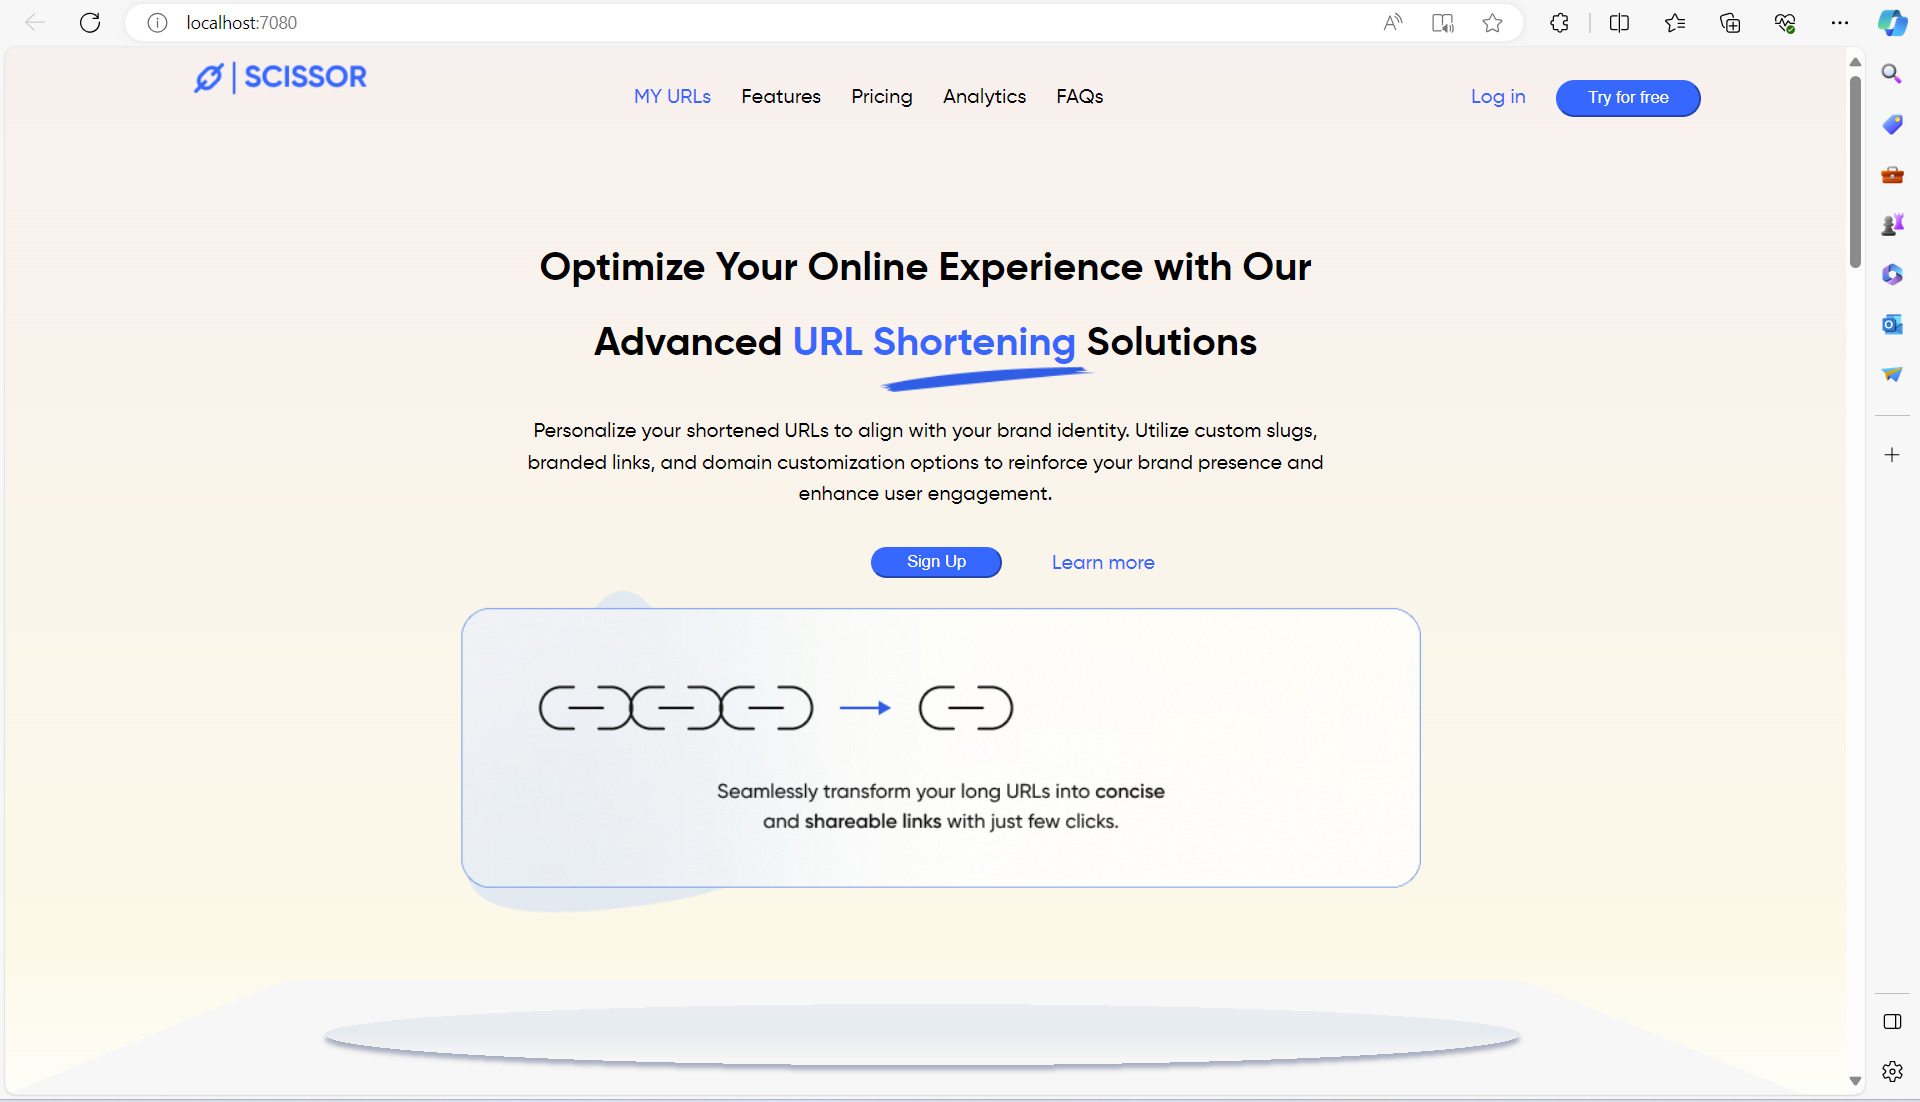 localhost:7080
SCISSOR
MY URLs Features Pricing Analytics FAQs
Log in Try for free
Optimize Your Online Experience with Our
Advanced URL Shortening Solutions
Personalize your shortened URLs to align with your brand identity. Utilize custom slugs,
branded links, and domain customization options to reinforce your brand presence and
enhance user engagement.
Sign Up Learn more
Seamlessly transform your long URLs into concise
and shareable links with just few clicks.